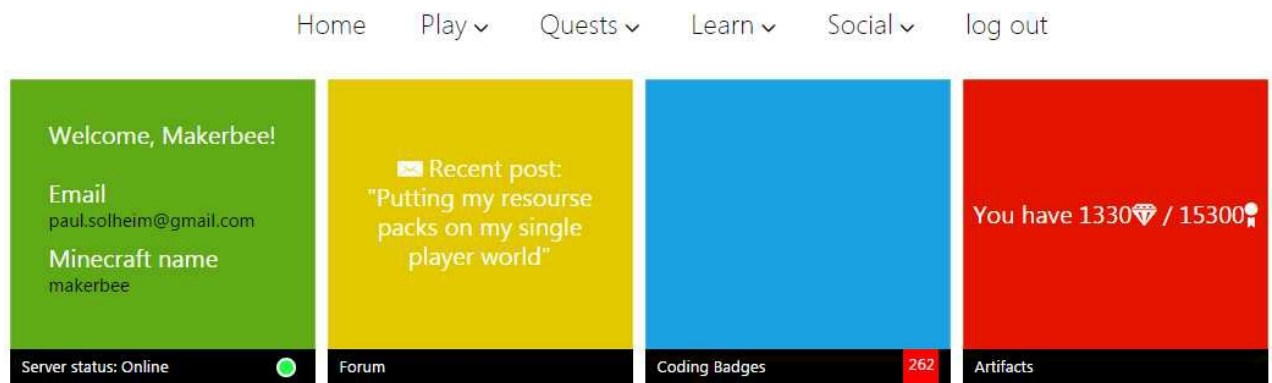 Home Play Quests Learn Social log out
Welcome, Makerbee!
Email
paul.solheim@gmail.com
Minecraft name
makerbee
Server status: Online
Recent post:
"Putting my resourse
packs on my single
player world"
Forum
Coding Badges 262
You have 1330 / 15300
Artifacts